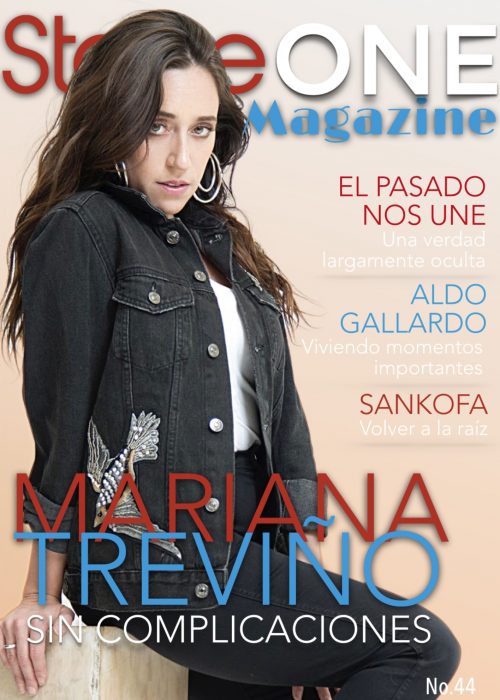 ONE
Magazine
EL PASADO
NOS UNE
Una verdad
largamente oculta
ALDO
GALLARDO
Viviendo momentos
importantes
SANKOFA
Volver a la raíz
MARIANA
TREVIÑO
SIN COMPLICACIONES
No.44